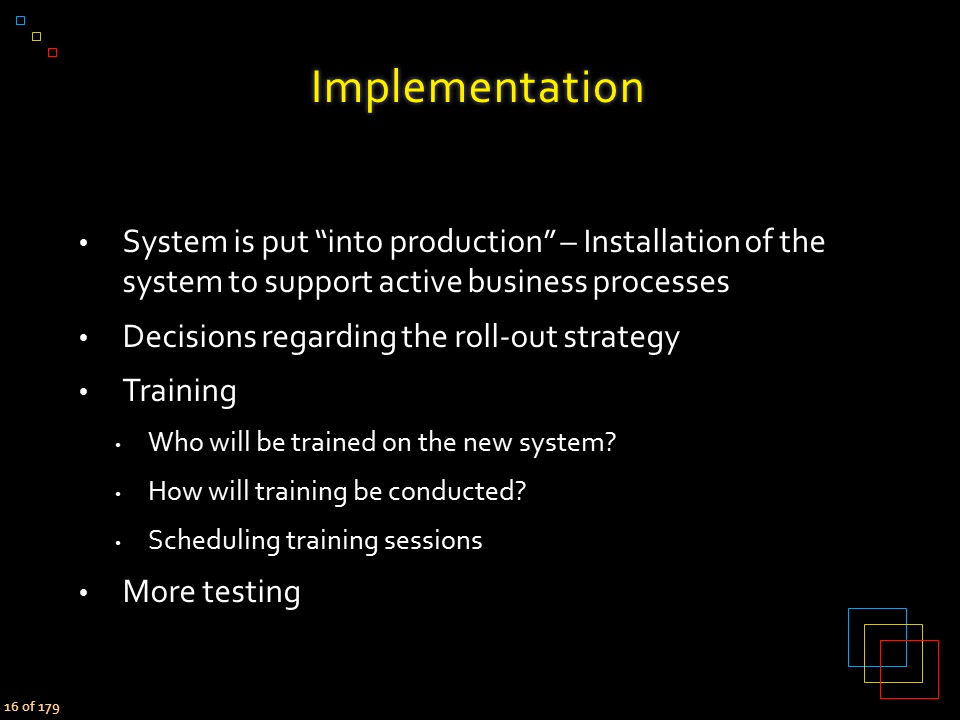 Implementation
• System is put “into production” – Installation of the
system to support active business processes
• Decisions regarding the roll-out strategy
• Training
• Who will be trained on the new system?
• How will training be conducted?
• Scheduling training sessions
• More testing
16 of 179